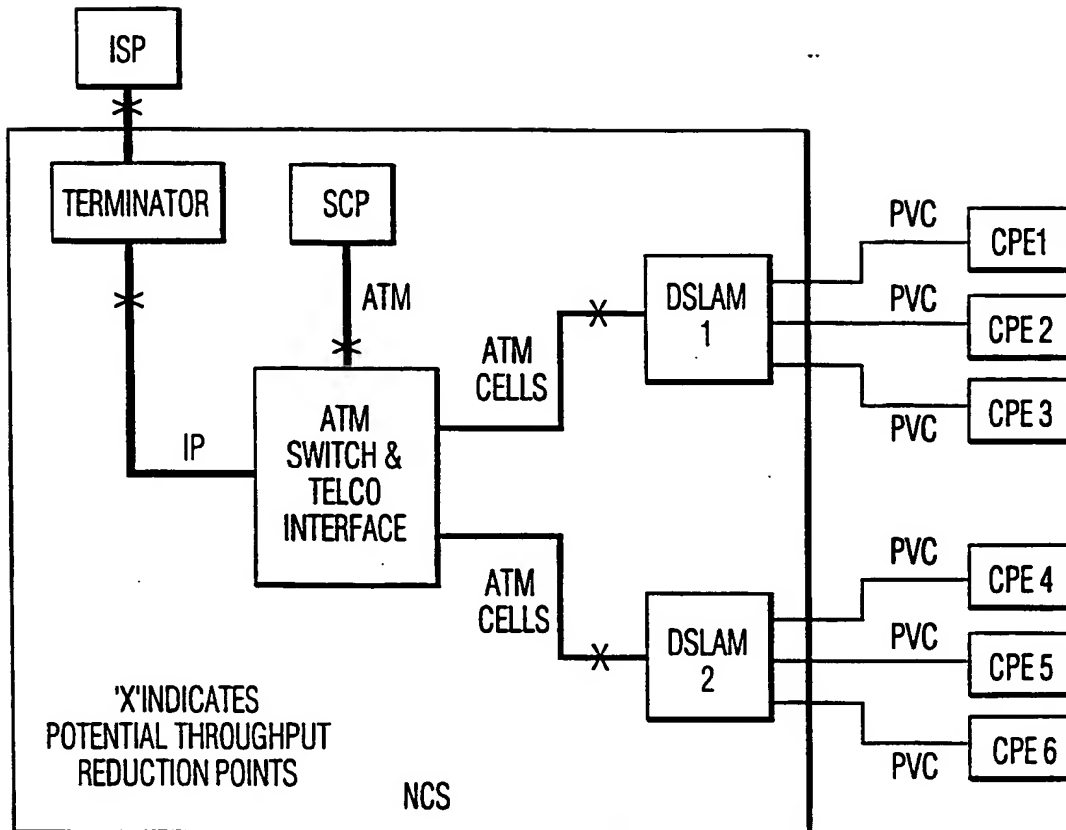 ISP
TERMINATOR
SCP
ATM
IP
ATM
SWITCH &
TELCO
INTERFACE
ATM
CELLS
ATM
CELLS
DSLAM
1
DSLAM
2
PVC
CPE1
PVC
CPE 2
CPE 3
PVC
PVC
CPE 4
PVC
CPE 5
CPE 6
PVC
'X'INDICATES
POTENTIAL THROUGHPUT
REDUCTION POINTS
NCS